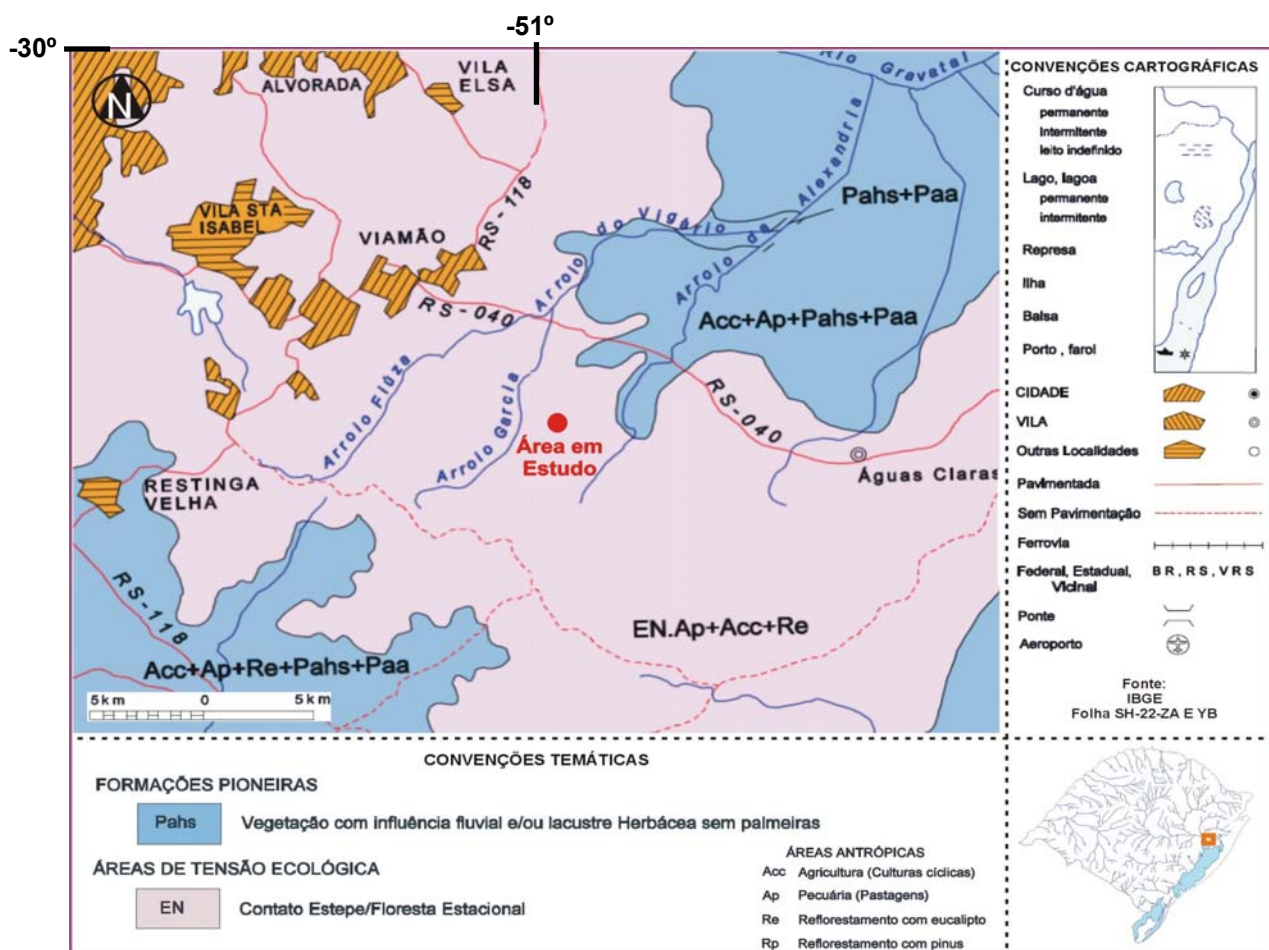 -30º
-51º
N
ALVORADA
VILA
ELSA
Rio Gravataí
VILA STA
ISABEL
VIAMÃO
RS-118
RS-040
Arroio do Vigário
Arroio da Alexandria
Pahs+Paa
Acc+Ap+Pahs+Paa
Arroio Fiúza
Arroio Garcia
RS-040
Área em
Estudo
Águas Claras
RESTINGA
VELHA
RS-118
EN.Ap+Acc+Re
Acc+Ap+Re+Pahs+Paa
5 km 0 5 km
CONVENÇÕES CARTOGRÁFICAS
Curso d'água
permanente
intermitente
leito indefinido
Lago, lagoa
permanente
intermitente
Represa
Ilha
Balsa
Porto , farol
CIDADE
VILA
Outras Localidades
Pavimentada
Sem Pavimentação
Ferrovia
Federal, Estadual,
Vicinal
BR, RS, VRS
Ponte
Aeroporto
Fonte:
IBGE
Folha SH-22-ZA E YB
CONVENÇÕES TEMÁTICAS
FORMAÇÕES PIONEIRAS
Pahs Vegetação com influência fluvial e/ou lacustre Herbácea sem palmeiras
ÁREAS DE TENSÃO ECOLÓGICA
EN Contato Estepe/Floresta Estacional
ÁREAS ANTRÓPICAS
Acc Agricultura (Culturas cíclicas)
Ap Pecuária (Pastagens)
Re Reflorestamento com eucalipto
Rp Reflorestamento com pinus